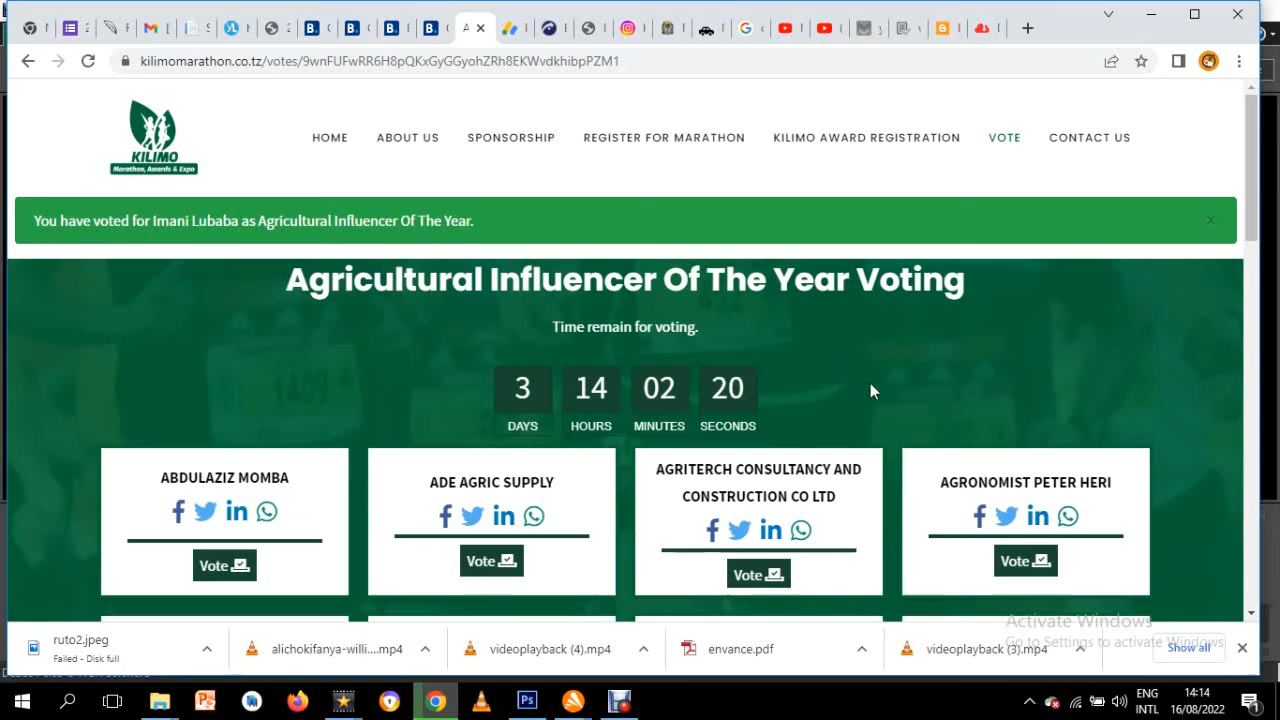 kilimomarathon.co.tz/votes/9wnFUFwRR6H8pQKxGyGGyohZRh8EKWvdkhibpPZM1
KILIMO
Marathon, Awards & Expo
HOME
ABOUT US
SPONSORSHIP
REGISTER FOR MARATHON
KILIMO AWARD REGISTRATION
VOTE
CONTACT US
You have voted for Imani Lubaba as Agricultural Influencer Of The Year.
Agricultural Influencer Of The Year Voting
Time remain for voting.
3 14 02 20
DAYS HOURS MINUTES SECONDS
ABDULAZIZ MOMBA
Vote
ADE AGRIC SUPPLY
Vote
AGRITERCH CONSULTANCY AND
CONSTRUCTION CO LTD
Vote
AGRONOMIST PETER HERI
Vote
Activate Windows
Go to Settings to activate Windows.
ruto2.jpeg
Failed - Disk full
alichokifanya-willi....mp4
videoplayback (4).mp4
envance.pdf
videoplayback (3).mp4
Show all
ENG
INTL
14:14
16/08/2022